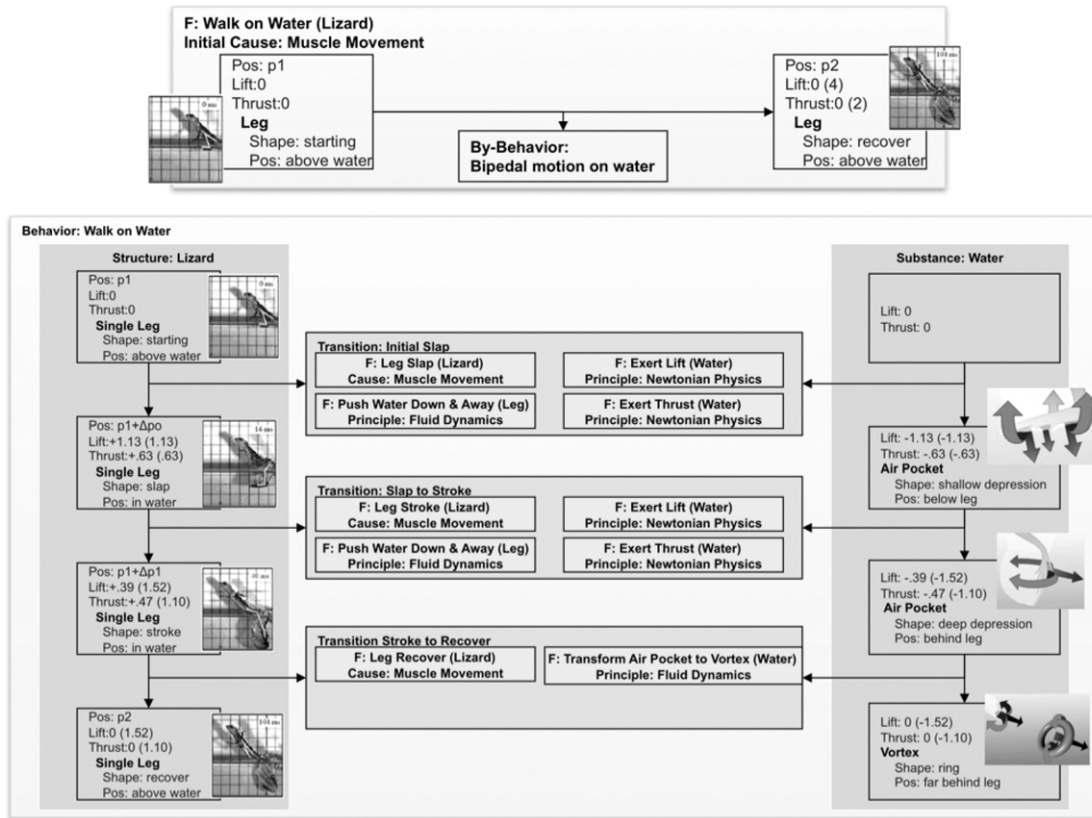 F: Walk on Water (Lizard)
Initial Cause: Muscle Movement
Pos: p1
Lift:0
Thrust:0
Leg
Shape: starting
Pos: above water
0 ms
By-Behavior:
Bipedal motion on water
Pos: p2
Lift:0 (4)
Thrust:0 (2)
Leg
Shape: recover
Pos: above water
104 ms
Behavior: Walk on Water
Structure: Lizard
Pos: p1
Lift:0
Thrust:0
Single Leg
Shape: starting
Pos: above water
0 ms
Pos: p1+Δpo
Lift:+1.13 (1.13)
Thrust:+.63 (.63)
Single Leg
Shape: slap
Pos: in water
16 ms
Pos: p1+Δp1
Lift:+.39 (1.52)
Thrust:+.47 (1.10)
Single Leg
Shape: stroke
Pos: in water
ms
Pos: p2
Lift:0 (1.52)
Thrust:0 (1.10)
Single Leg
Shape: recover
Pos: above water
104 ms
Transition: Initial Slap
F: Leg Slap (Lizard)
Cause: Muscle Movement
F: Exert Lift (Water)
Principle: Newtonian Physics
F: Push Water Down & Away (Leg)
Principle: Fluid Dynamics
F: Exert Thrust (Water)
Principle: Newtonian Physics
Transition: Slap to Stroke
F: Leg Stroke (Lizard)
Cause: Muscle Movement
F: Exert Lift (Water)
Principle: Newtonian Physics
F: Push Water Down & Away (Leg)
Principle: Fluid Dynamics
F: Exert Thrust (Water)
Principle: Newtonian Physics
Transition Stroke to Recover
F: Leg Recover (Lizard)
Cause: Muscle Movement
F: Transform Air Pocket to Vortex (Water)
Principle: Fluid Dynamics
Substance: Water
Lift: 0
Thrust: 0
Lift: -1.13 (-1.13)
Thrust: -.63 (-.63)
Air Pocket
Shape: shallow depression
Pos: below leg
Lift: -.39 (-1.52)
Thrust: -.47 (-1.10)
Air Pocket
Shape: deep depression
Pos: behind leg
Lift: 0 (-1.52)
Thrust: 0 (-1.10)
Vortex
Shape: ring
Pos: far behind leg